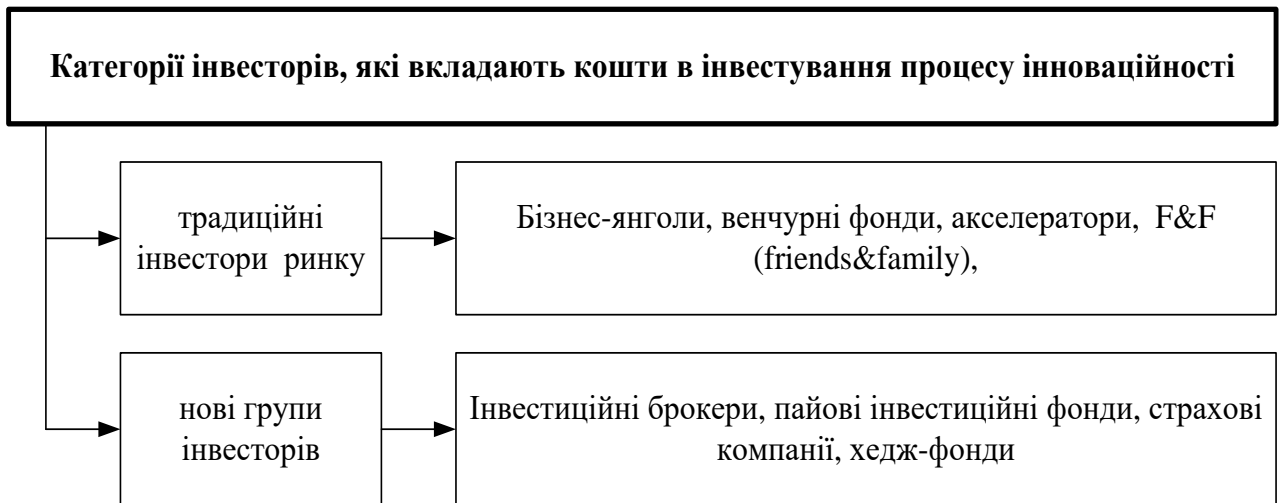 Категорії інвесторів, які вкладають кошти в інвестування процесу інноваційності
традиційні
інвестори ринку
Бізнес-янголи, венчурні фонди, акселератори, F&F
(friends&family),
нові групи
інвесторів
Інвестиційні брокери, пайові інвестиційні фонди, страхові
компанії, хедж-фонди